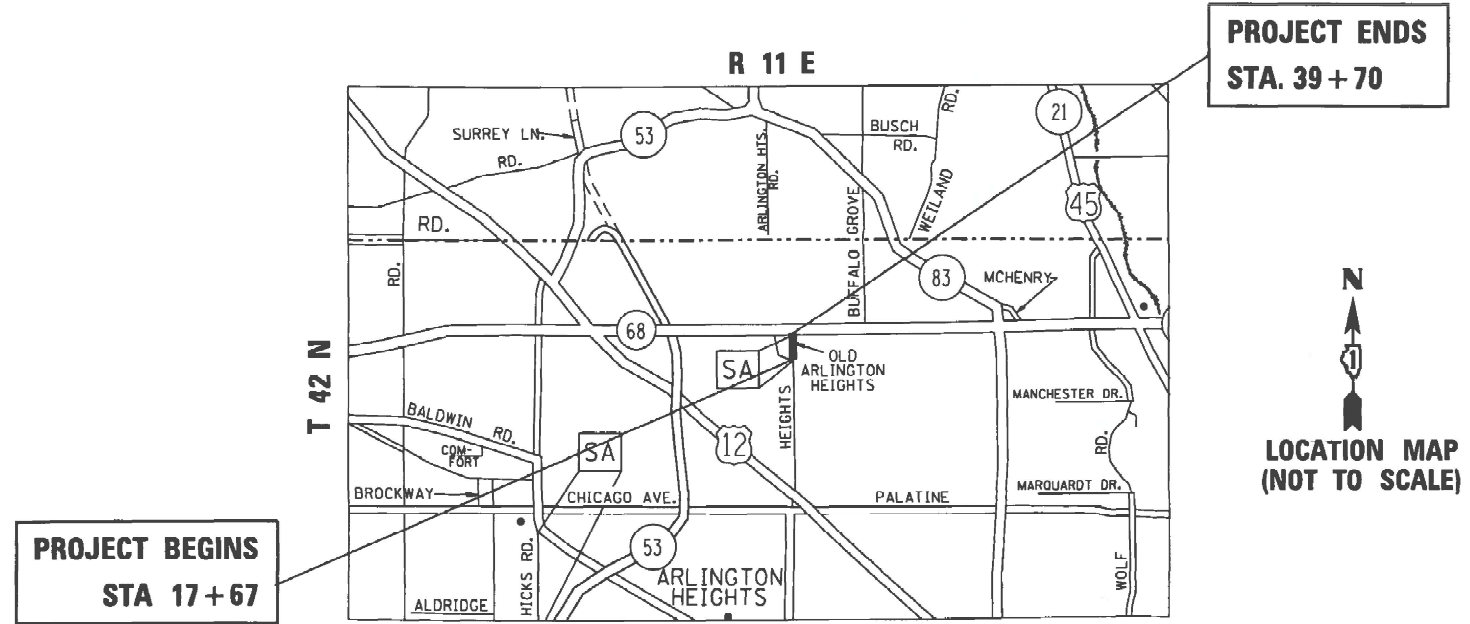 PROJECT ENDS
STA. 39+70
R 11 E
21
SURREY LN.
53
BUSCH
RD.
RD.
RD.
ARLINGTON HTS.
RD.
WEILAND
45
RD.
BUFFALO GROVE
RD.
83
MCHENRY
N
68
T 42 N
SA
OLD
ARLINGTON
HEIGHTS
1
HEIGHTS
MANCHESTER DR.
BALDWIN
RD.
COM-
FORT
SA
12
RD.
LOCATION MAP
(NOT TO SCALE)
BROCKWAY
CHICAGO AVE.
PALATINE
MARQUARDT DR.
PROJECT BEGINS
STA 17+67
HICKS RD.
53
ARLINGTON
HEIGHTS
WOLF
ALDRIDGE